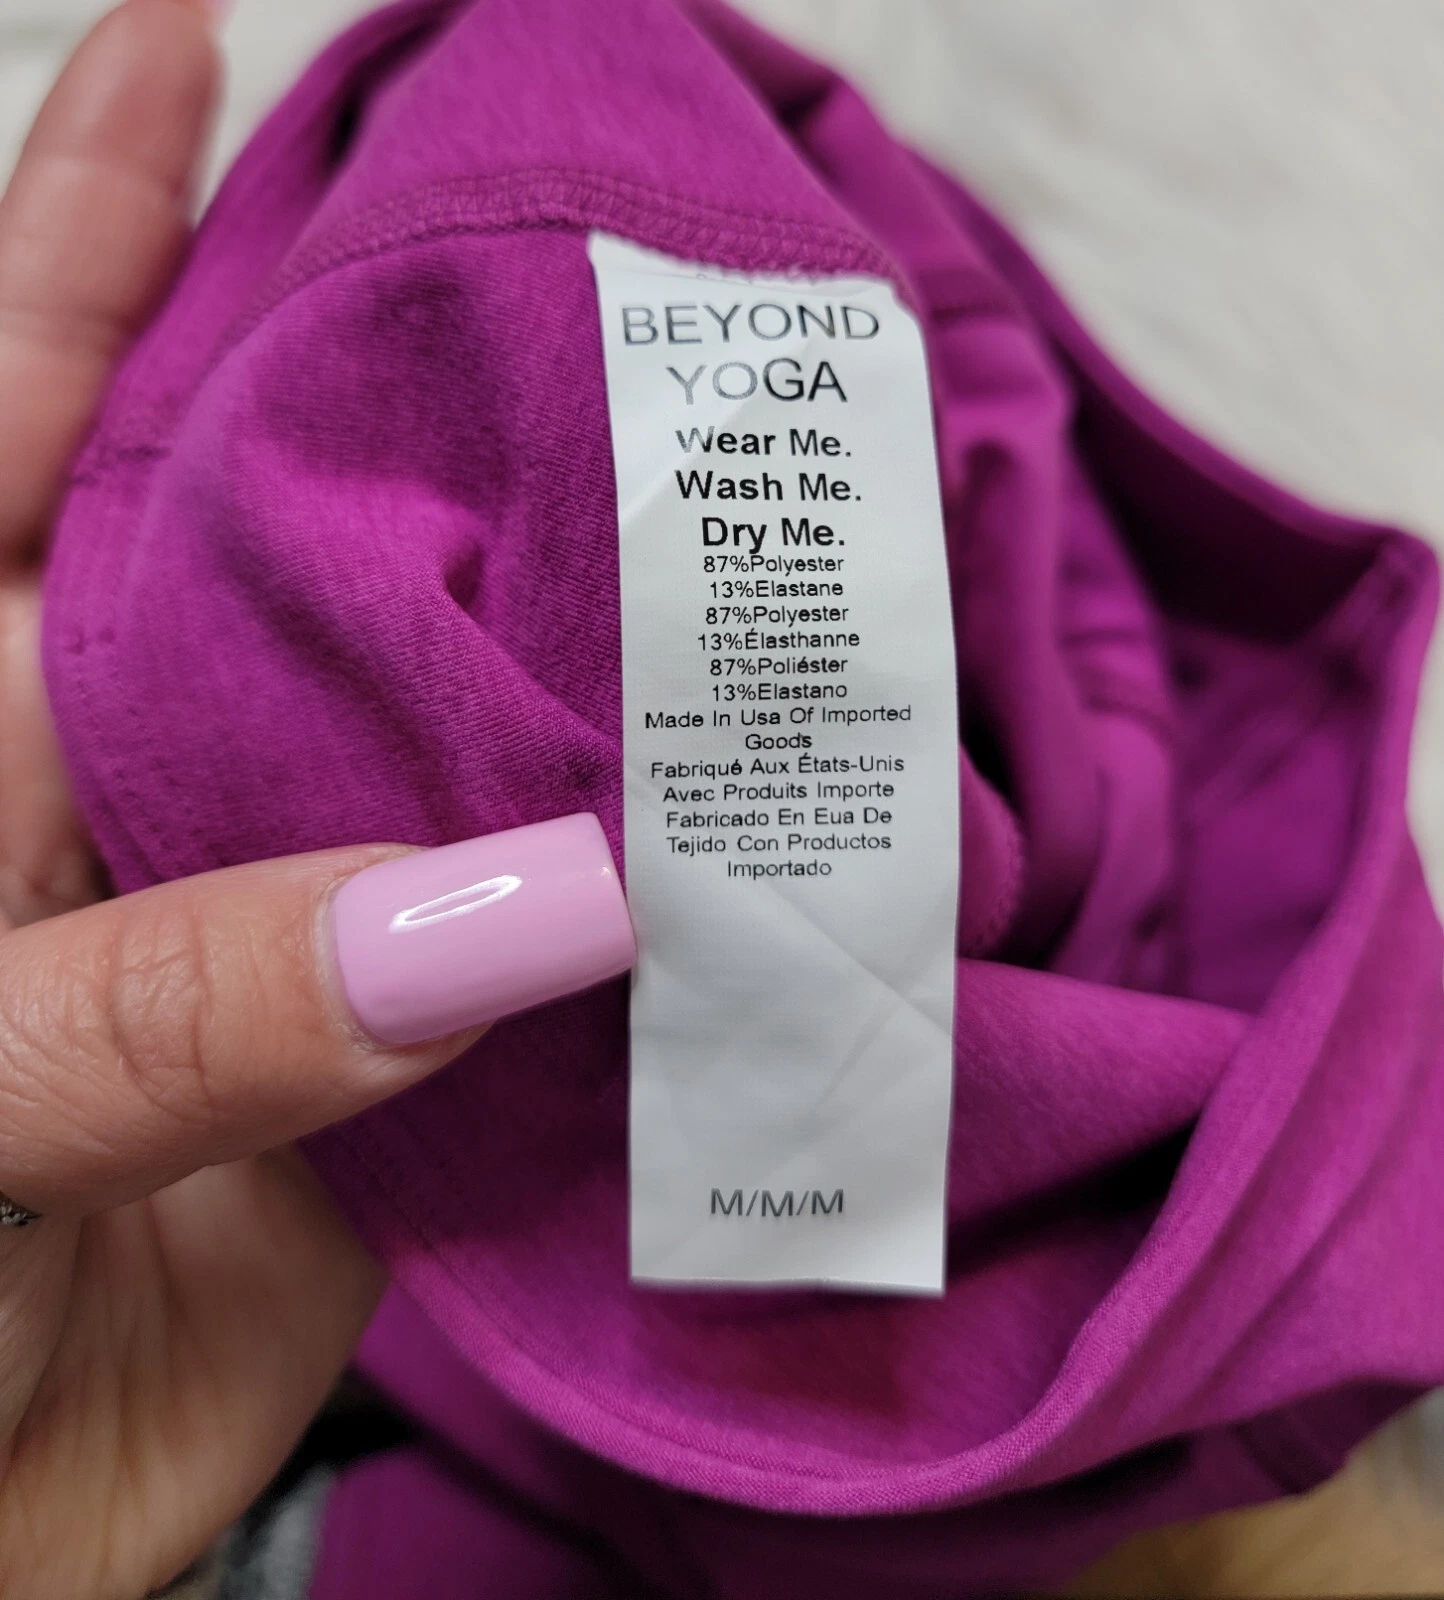 BEYOND
YOGA
Wear Me.
Wash Me.
Dry Me.
87%Polyester
13%Elastane
87%Polyester
13%Élasthanne
87%Poliéster
13%Elastano
Made In Usa Of Imported
Goods
Fabriqué Aux États-Unis
Avec Produits Importe
Fabricado En Eua De
Tejido Con Productos
Importado
M/M/M